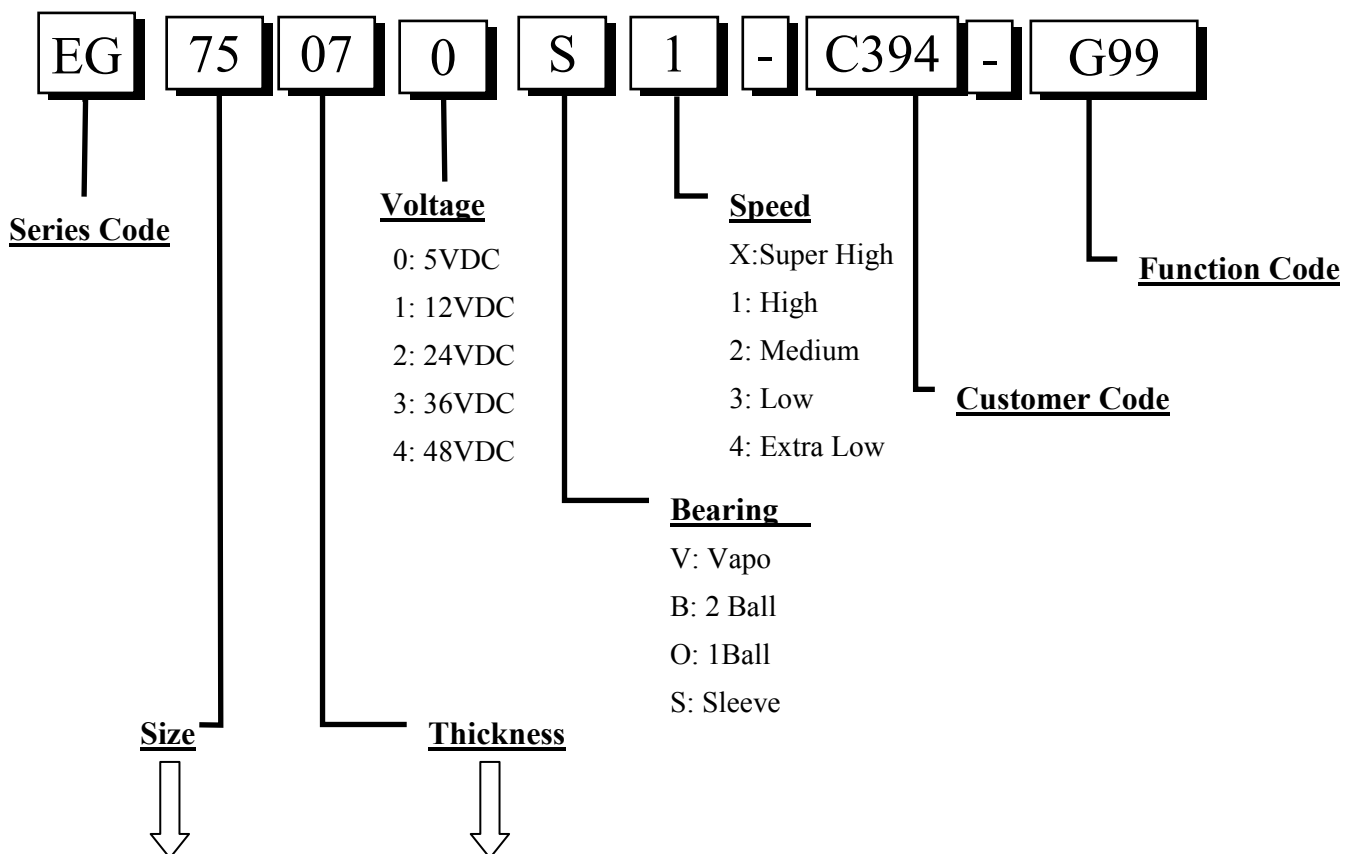 EG 75 07 0 S 1 - C394 - G99
Series Code
Voltage
0: 5VDC
1: 12VDC
2: 24VDC
3: 36VDC
4: 48VDC
Speed
X:Super High
1: High
2: Medium
3: Low
4: Extra Low
Function Code
Customer Code
Bearing
V: Vapo
B: 2 Ball
O: 1Ball
S: Sleeve
Size
Thickness